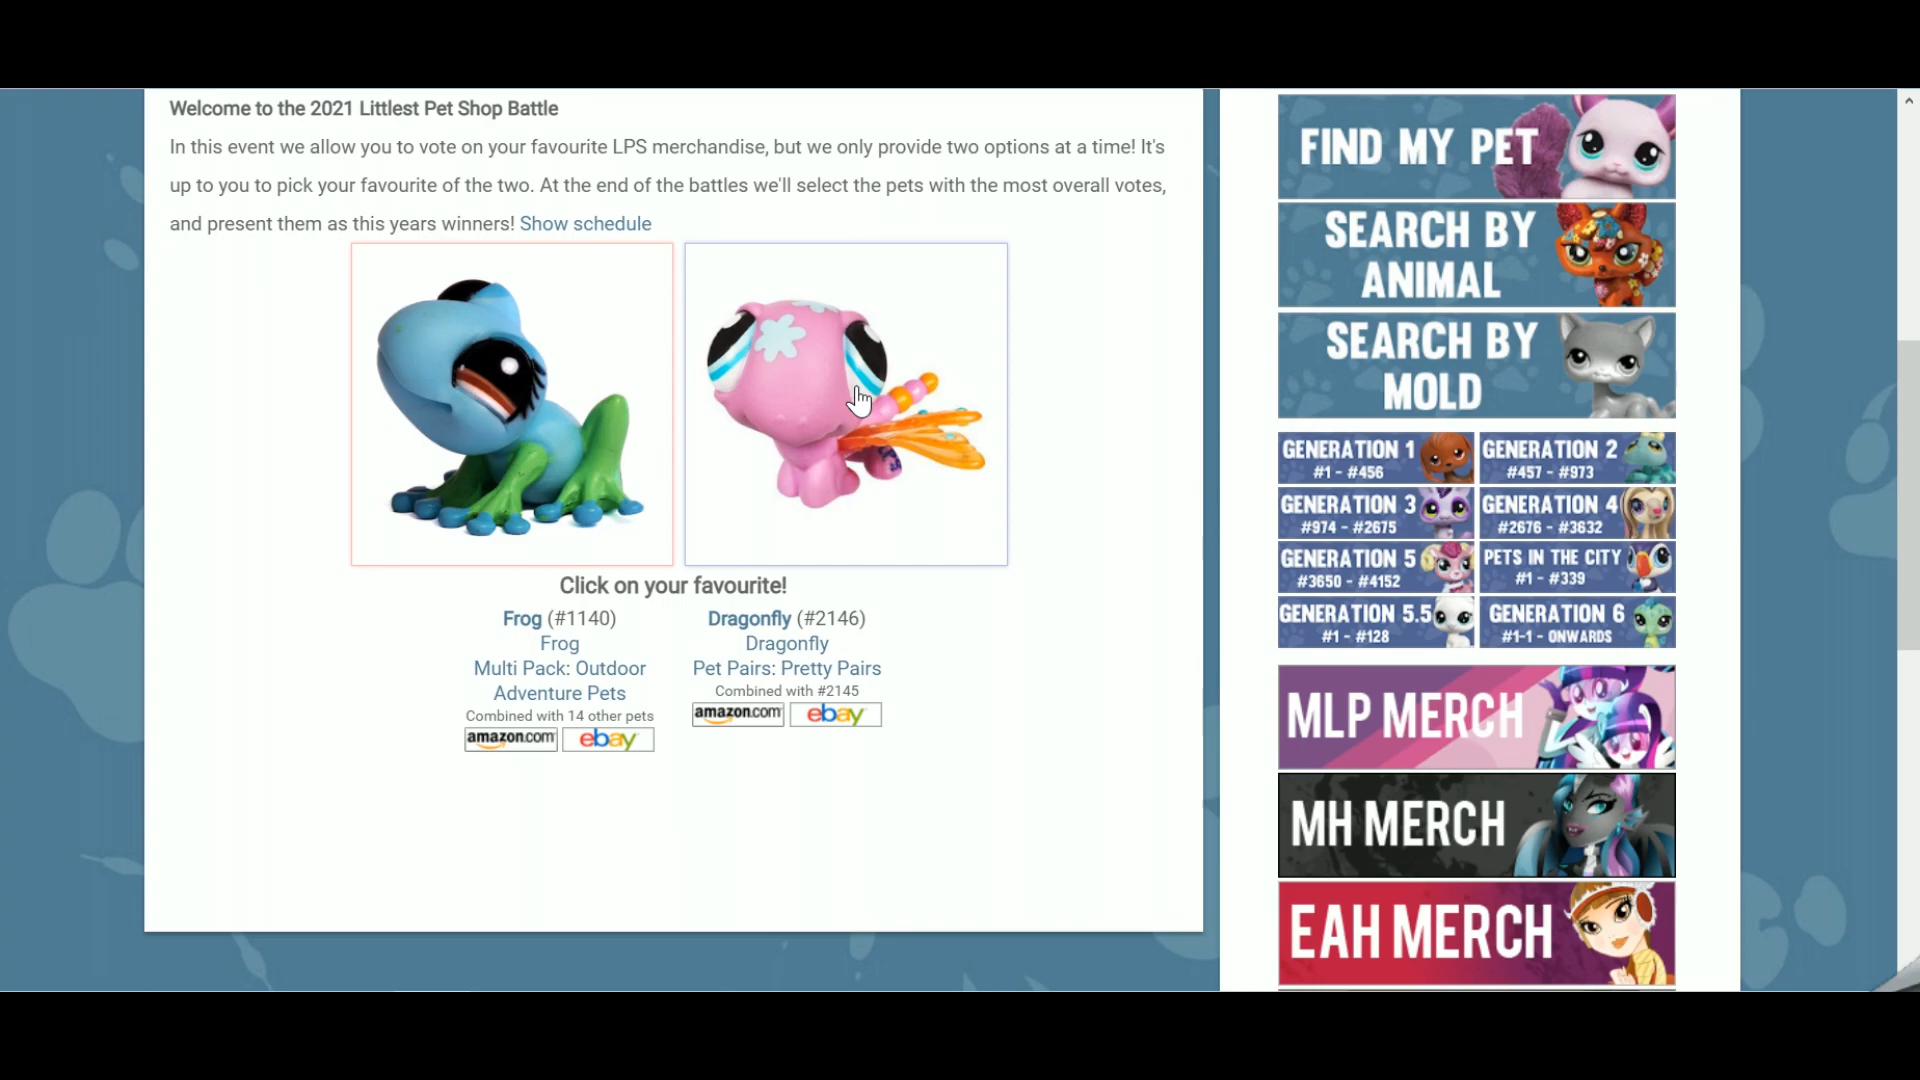 Welcome to the 2021 Littlest Pet Shop Battle
In this event we allow you to vote on your favourite LPS merchandise, but we only provide two options at a time! It's
up to you to pick your favourite of the two. At the end of the battles we'll select the pets with the most overall votes,
and present them as this years winners! Show schedule
Click on your favourite!
Frog (#1140)
Frog
Multi Pack: Outdoor
Adventure Pets
Combined with 14 other pets
amazon.com ebay
Dragonfly (#2146)
Dragonfly
Pet Pairs: Pretty Pairs
Combined with #2145
amazon.com ebay
FIND MY PET
SEARCH BY
ANIMAL
SEARCH BY
MOLD
GENERATION 1
#1 - #456
GENERATION 2
#457 - #973
GENERATION 3
#974 - #2675
GENERATION 4
#2676 - #3632
GENERATION 5
#3650 - #4152
PETS IN THE CITY
#1 - #339
GENERATION 5.5
#1 - #128
GENERATION 6
#1-1 - ONWARDS
MLP MERCH
MH MERCH
EAH MERCH